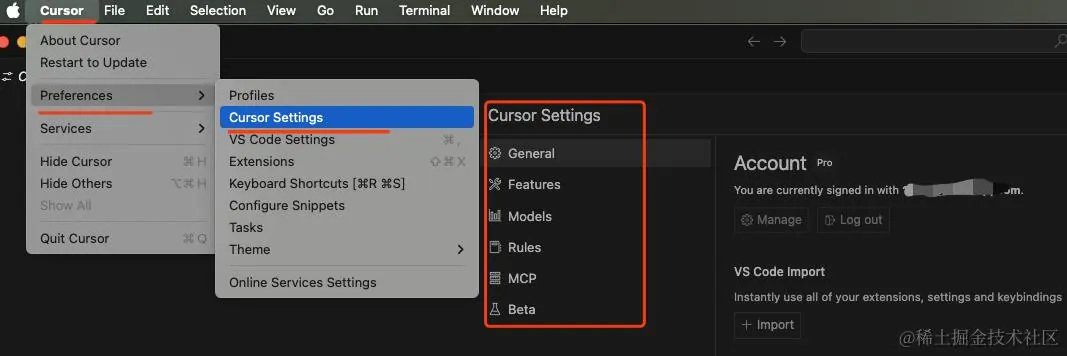 Cursor File Edit Selection View Go Run Terminal Window Help
About Cursor
Restart to Update
Preferences
Services
Hide Cursor ⌘H
Hide Others ⌥⌘H
Show All
Quit Cursor ⌘Q
Profiles
Cursor Settings
VS Code Settings ⌘,
Extensions ⇧⌘X
Keyboard Shortcuts [⌘R ⌘S]
Configure Snippets
Tasks
Theme
Online Services Settings
Cursor Settings
General
Features
Models
Rules
MCP
Beta
Account Pro
You are currently signed in with
Manage Log out
VS Code Import
Instantly use all of your extensions, settings and keybindings
+ Import
@稀土掘金技术社区